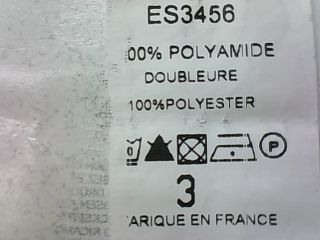 ES3456
00% POLYAMIDE
DOUBLEURE
100%POLYESTER
P
3
ARIQUE EN FRANCE